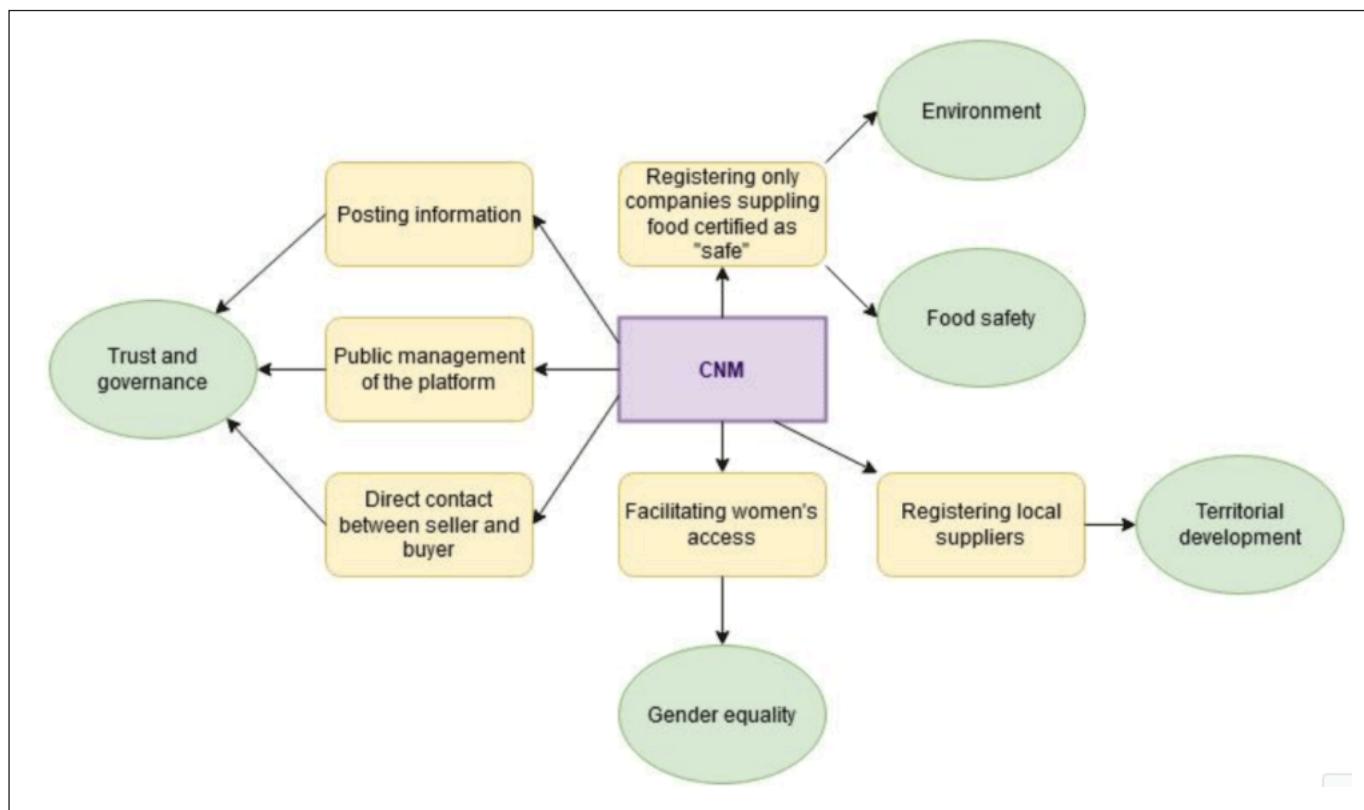 Environment
Posting information
Registering only
companies suppling
food certified as
"safe"
Food safety
Trust and
governance
Public management
of the platform
CNM
Direct contact
between seller and
buyer
Facilitating women's
access
Registering local
suppliers
Territorial
development
Gender equality